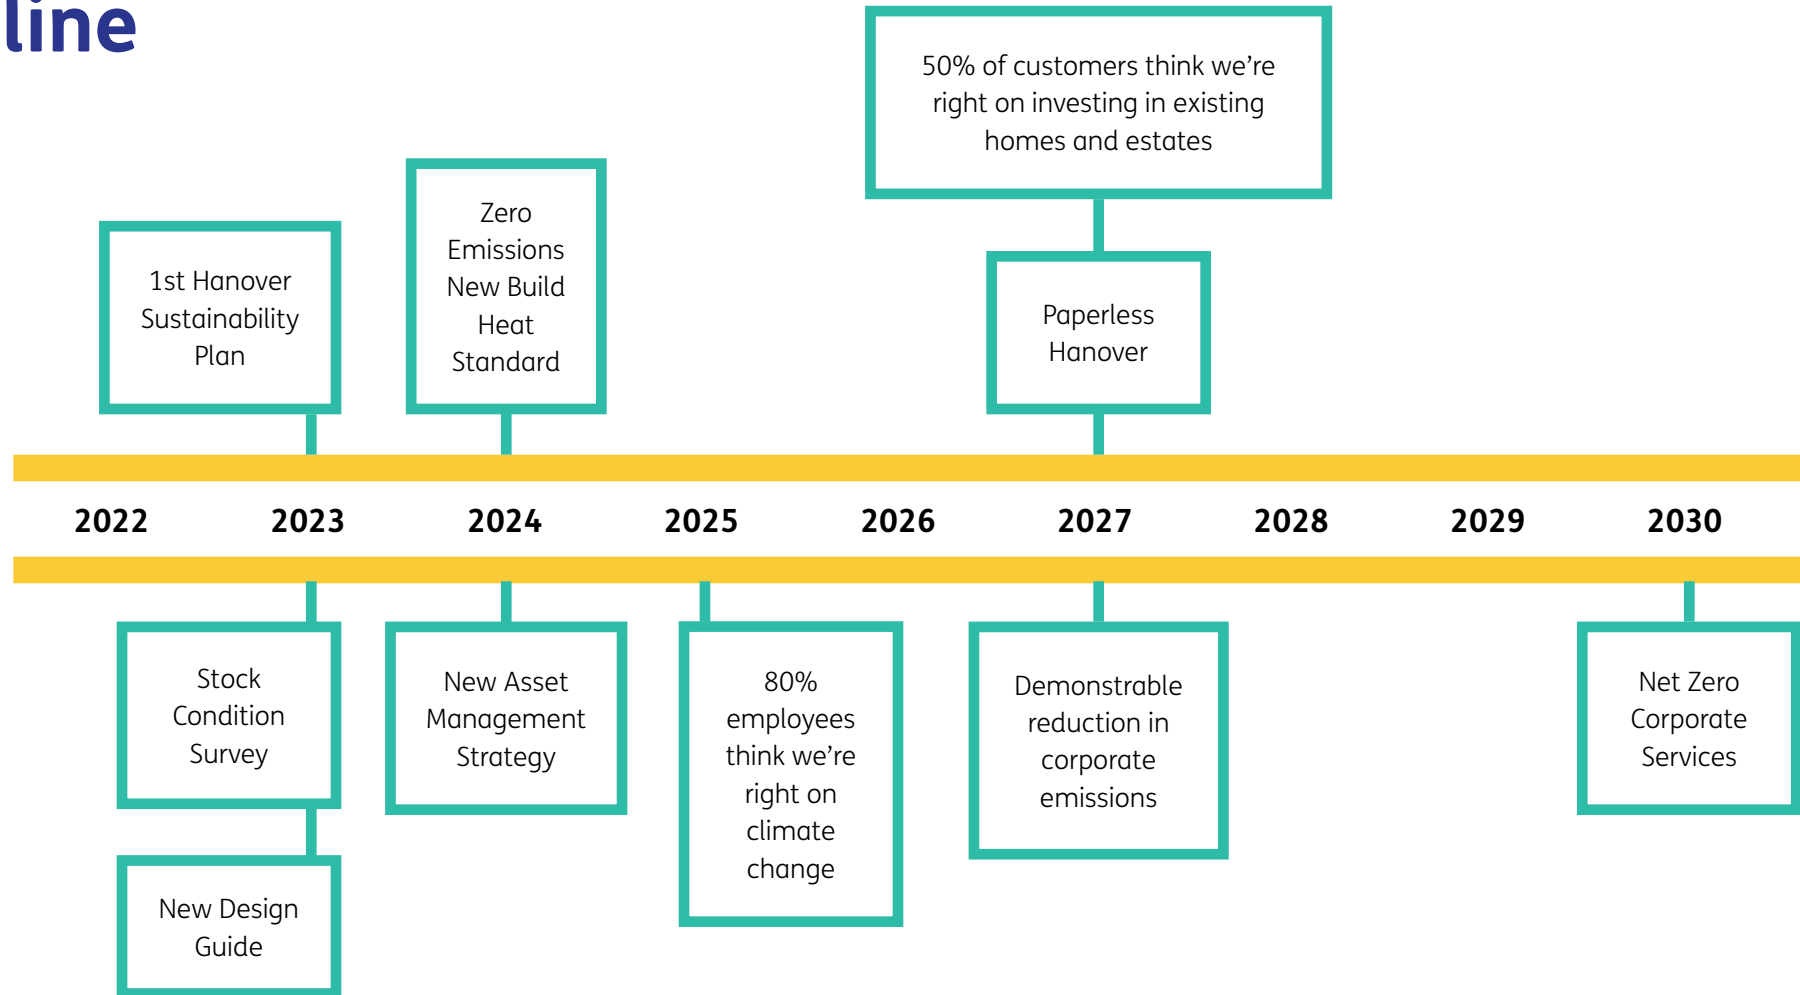 line
50% of customers think we’re
right on investing in existing
homes and estates
Zero
Emissions
New Build
Heat
Standard
1st Hanover
Sustainability
Plan
Paperless
Hanover
2022 2023 2024 2025 2026 2027 2028 2029 2030
Stock
Condition
Survey
New Design
Guide
New Asset
Management
Strategy
80%
employees
think we’re
right on
climate
change
Demonstrable
reduction in
corporate
emissions
Net Zero
Corporate
Services